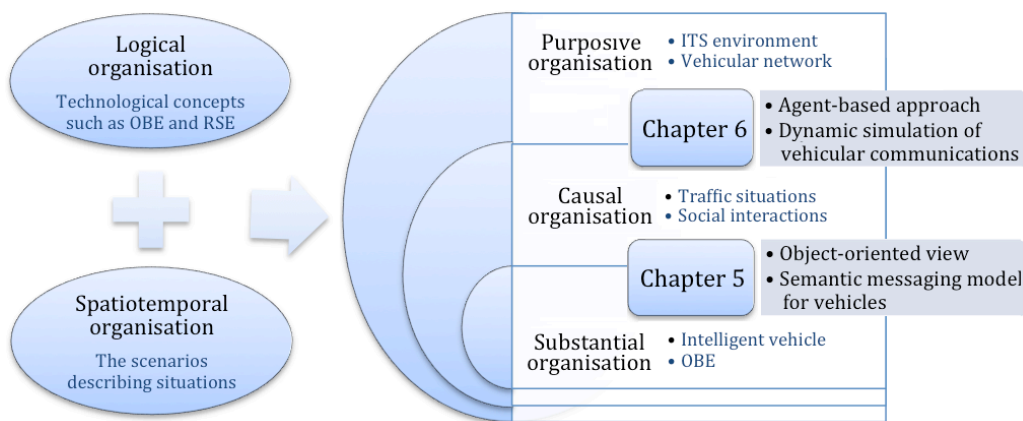 Logical
organisation
Technological concepts
such as OBE and RSE
Spatiotemporal
organisation
The scenarios
describing situations
Purposive
organisation
• ITS environment
• Vehicular network
Chapter 6
• Agent-based approach
• Dynamic simulation of
vehicular communications
Causal
organisation
• Traffic situations
• Social interactions
Chapter 5
• Object-oriented view
• Semantic messaging model
for vehicles
Substantial
organisation
• Intelligent vehicle
• OBE